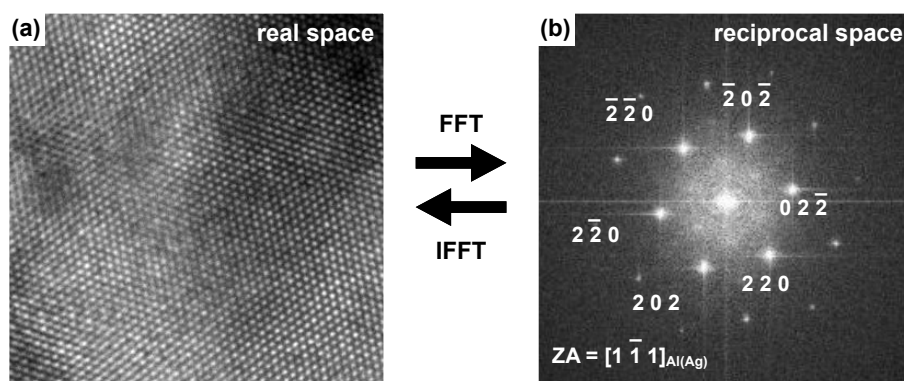 (a)
real space
FFT
IFFT
(b)
reciprocal space
2̅ 0 2̅
2̅ 2̅ 0
0 2 2̅
2 2̅ 0
2 2 0
2 0 2
ZA = [1 1̅ 1]Al(Ag)